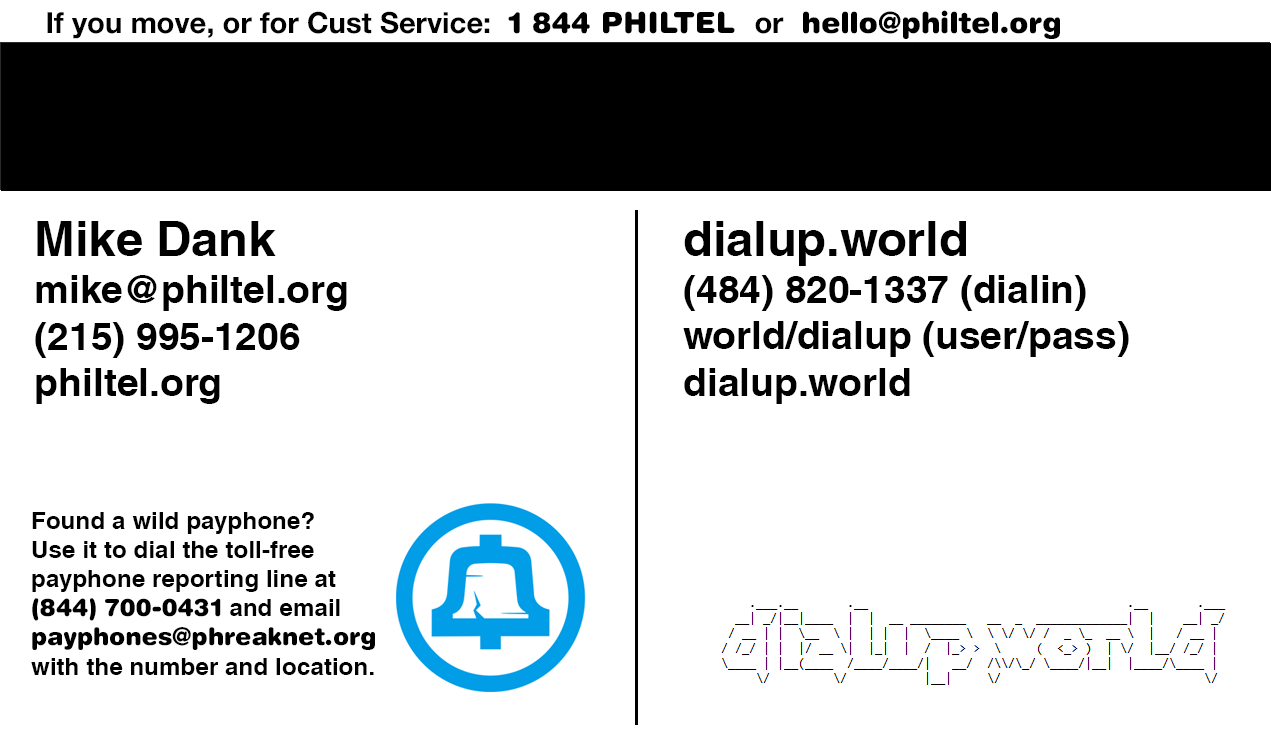 If you move, or for Cust Service: 1 844 PHILTEL or hello@philtel.org
Mike Dank
mike@philtel.org
(215) 995-1206
philtel.org
Found a wild payphone?
Use it to dial the toll-free
payphone reporting line at
(844) 700-0431 and email
payphones@phreaknet.org
with the number and location.
dialup.world
(484) 820-1337 (dialin)
world/dialup (user/pass)
dialup.world
dialup world